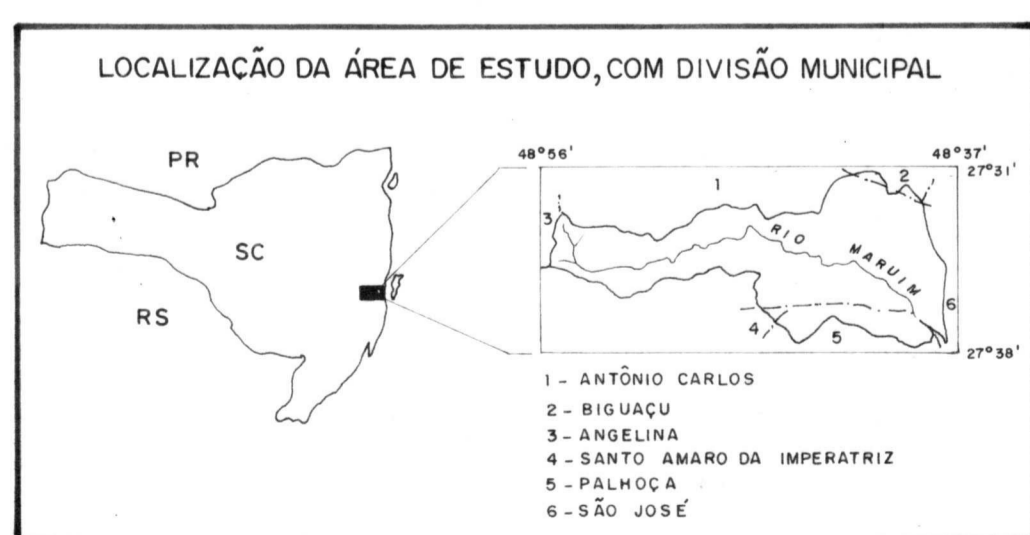 LOCALIZAÇÃO DA ÁREA DE ESTUDO, COM DIVISÃO MUNICIPAL
PR
SC
RS
48°56'
48°37'
27°31'
1
2
3
RIO MARUIM
4
5
6
27°38'
1 - ANTÔNIO CARLOS
2 - BIGUAÇU
3 - ANGELINA
4 - SANTO AMARO DA IMPERATRIZ
5 - PALHOÇA
6 - SÃO JOSÉ